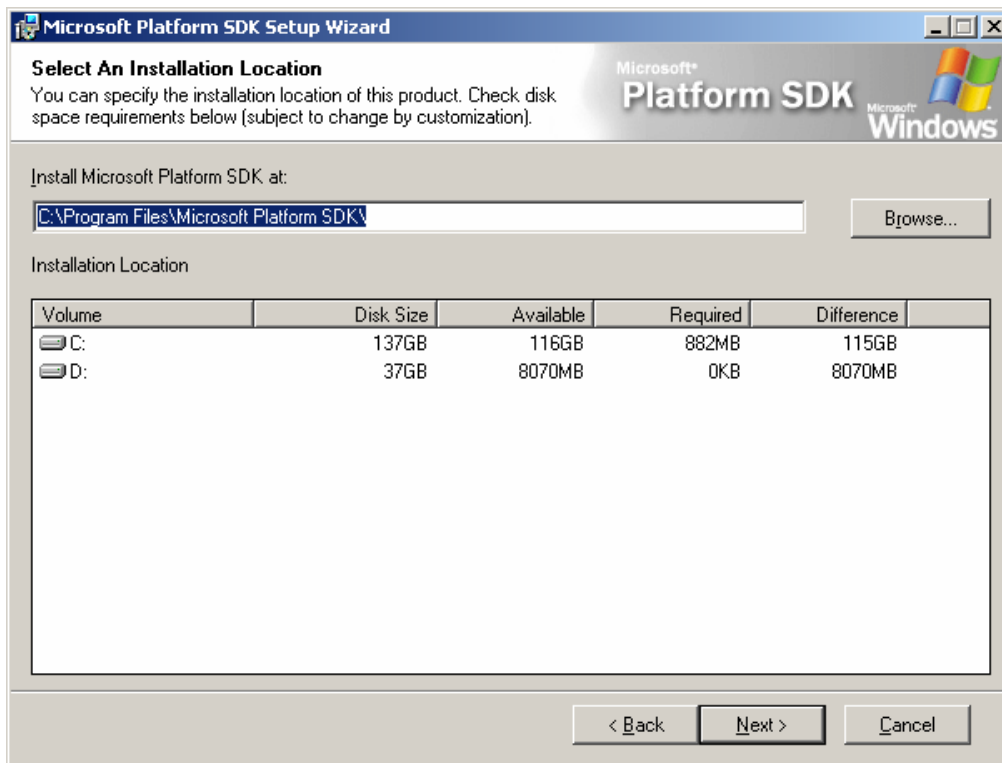 Microsoft Platform SDK Setup Wizard
Select An Installation Location
You can specify the installation location of this product. Check disk
space requirements below (subject to change by customization).
Microsoft®
Platform SDK
Microsoft®
Windows
Install Microsoft Platform SDK at:
C:\Program Files\Microsoft Platform SDK\
Browse...
Installation Location
Volume Disk Size Available Required Difference
C: 137GB 116GB 882MB 115GB
D: 37GB 8070MB 0KB 8070MB
< Back Next > Cancel